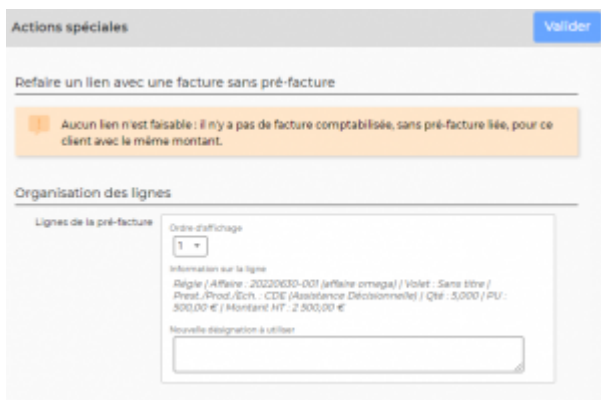 Actions spéciales
Valider
Refaire un lien avec une facture sans pré-facture
Aucun lien n'est faisable : il n'y a pas de facture comptabilisée, sans pré-facture liée, pour ce
client avec le même montant.
Organisation des lignes
Lignes de la pré-facture
Ordre d'affichage
1
Information sur la ligne
Régie | Affaire : 20220630-001 (affaire omega) | Volet : Sans titre |
Prest./Prod./Ech. : CDE (Assistance Décisionnelle) | Qté : 5,000 | PU :
500,00 € | Montant HT : 2 500,00 €
Nouvelle désignation à utiliser